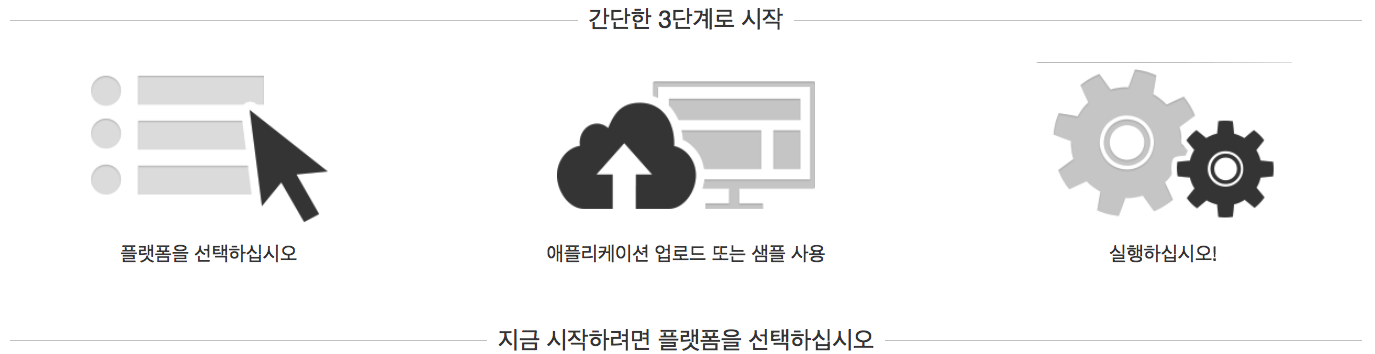 간단한 3단계로 시작
플랫폼을 선택하십시오
애플리케이션 업로드 또는 샘플 사용
실행하십시오!
지금 시작하려면 플랫폼을 선택하십시오